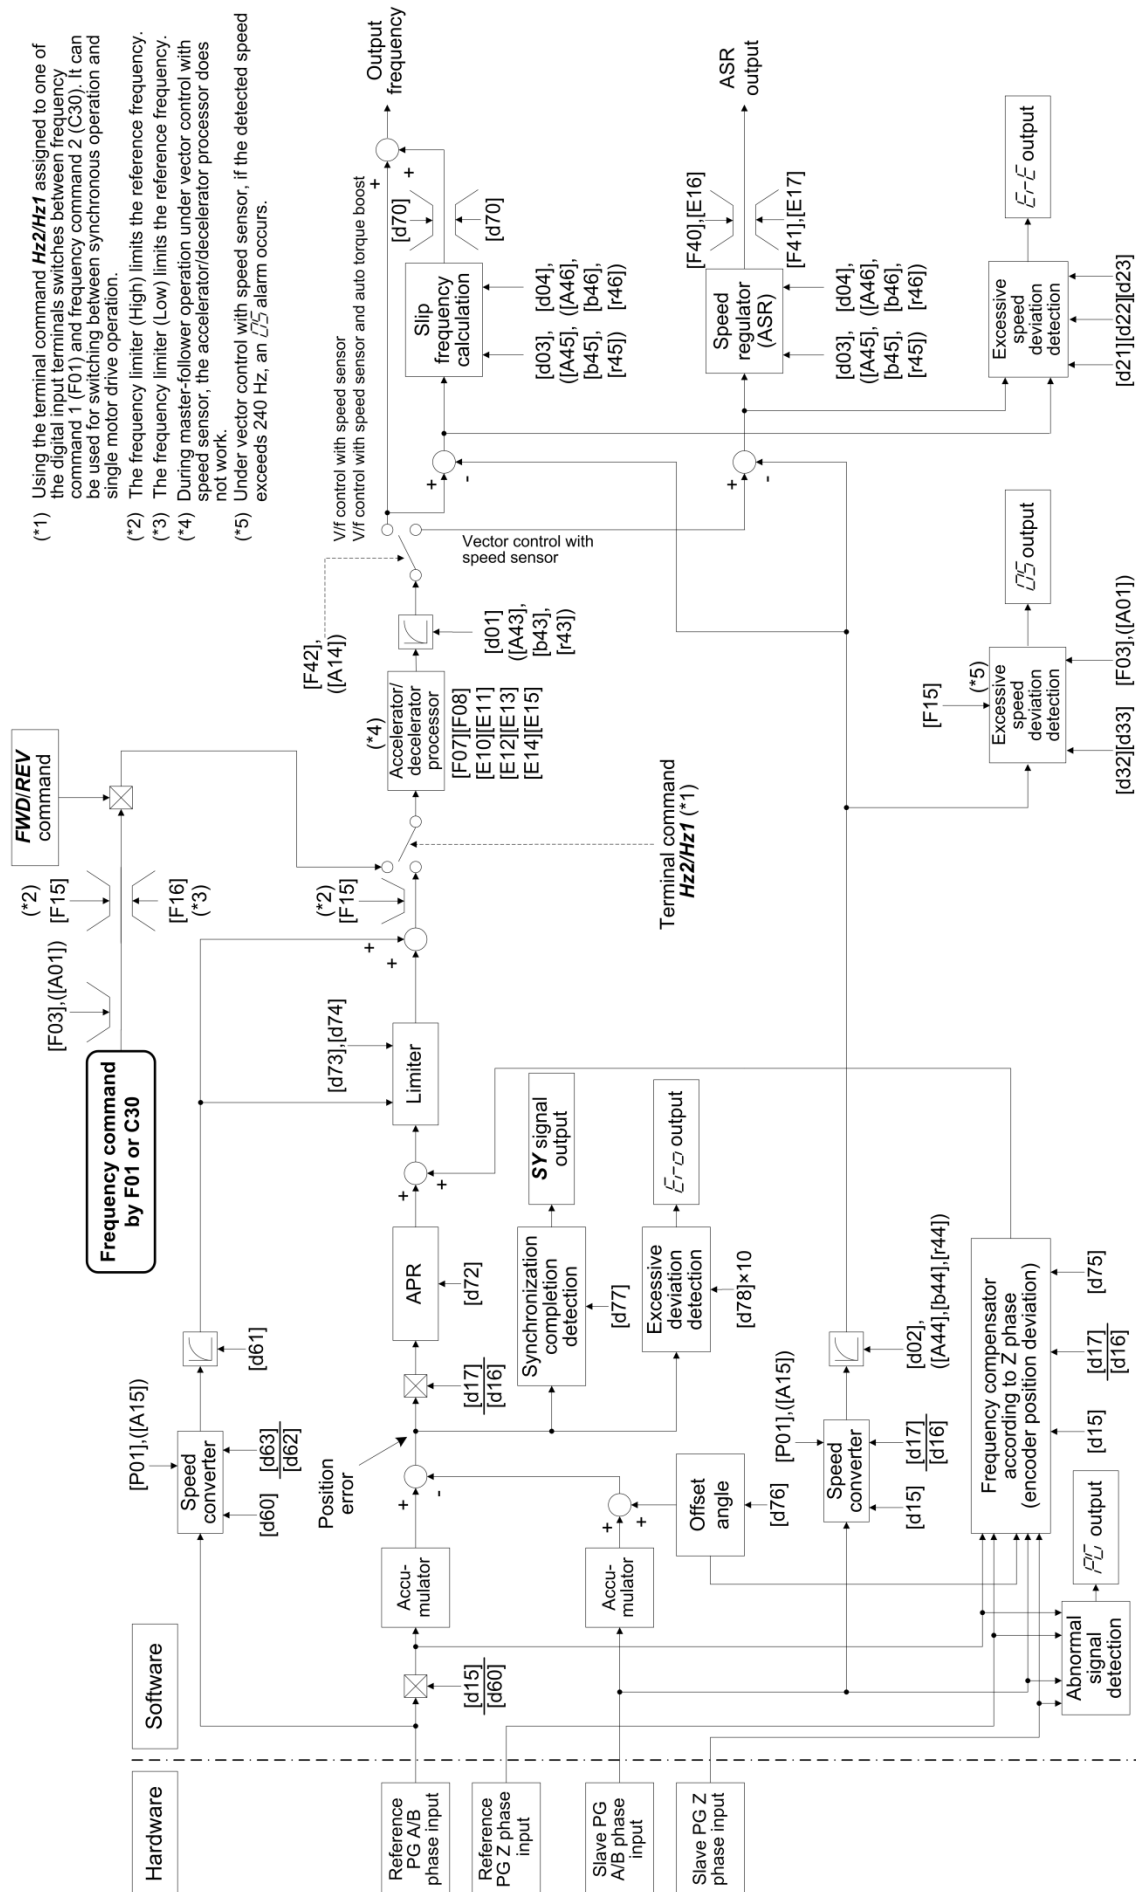 Hardware
Software
Reference
PG A/B
phase input
Reference
PG Z phase
input
Slave PG
A/B phase
input
Slave PG Z
phase input
[P01],([A15])
Speed
converter
[d60]
[d63]
[d62]
[d61]
Frequency command
by F01 or C30
[F03],([A01])
(*2)
[F15]
[F16]
(*3)
FWD/REV
command
[d15]
[d60]
Accu-
mulator
+
-
Position
error
[d17]
[d16]
APR
[d72]
+
+
Limiter
[d73],[d74]
+
+
(*2)
[F15]
Terminal command
Hz2/Hz1 (*1)
(*4)
Accelerator/
decelerator
processor
[F07][F08]
[E10][E11]
[E12][E13]
[E14][E15]
[F42],
([A14])
[d01]
([A43],
[b43],
[r43])
V/f control with speed sensor
V/f control with speed sensor and auto torque boost
Vector control with
speed sensor
+
-
Slip
frequency
calculation
[d03],
([A45],
[b45],
[r45])
[d04],
([A46],
[b46],
[r46])
[d70]
[d70]
+
+
Output
frequency
+
-
Speed
regulator
(ASR)
[d03],
([A45],
[b45],
[r45])
[d04],
([A46],
[b46],
[r46])
[F40],[E16]
[F41],[E17]
ASR
output
Excessive
speed
deviation
detection
[d21][d22][d23]
ErE output
Accu-
mulator
+
+
Offset
angle
[d76]
Synchronization
completion
detection
[d77]
SY signal
output
Excessive
deviation
detection
[d78]×10
Ero output
[P01],([A15])
Speed
converter
[d15]
[d17]
[d16]
[d02],
([A44],[b44],[r44])
[F15]
(*5)
Excessive
speed
deviation
detection
[d32][d33]
[F03],([A01])
OS output
Abnormal
signal
detection
PG output
Frequency compensator
according to Z phase
(encoder position deviation)
[d15]
[d17]
[d16]
[d75]
(*1) Using the terminal command Hz2/Hz1 assigned to one of
the digital input terminals switches between frequency
command 1 (F01) and frequency command 2 (C30). It can
be used for switching between synchronous operation and
single motor drive operation.
(*2) The frequency limiter (High) limits the reference frequency.
(*3) The frequency limiter (Low) limits the reference frequency.
(*4) During master-follower operation under vector control with
speed sensor, the accelerator/decelerator processor does
not work.
(*5) Under vector control with speed sensor, if the detected speed
exceeds 240 Hz, an OS alarm occurs.